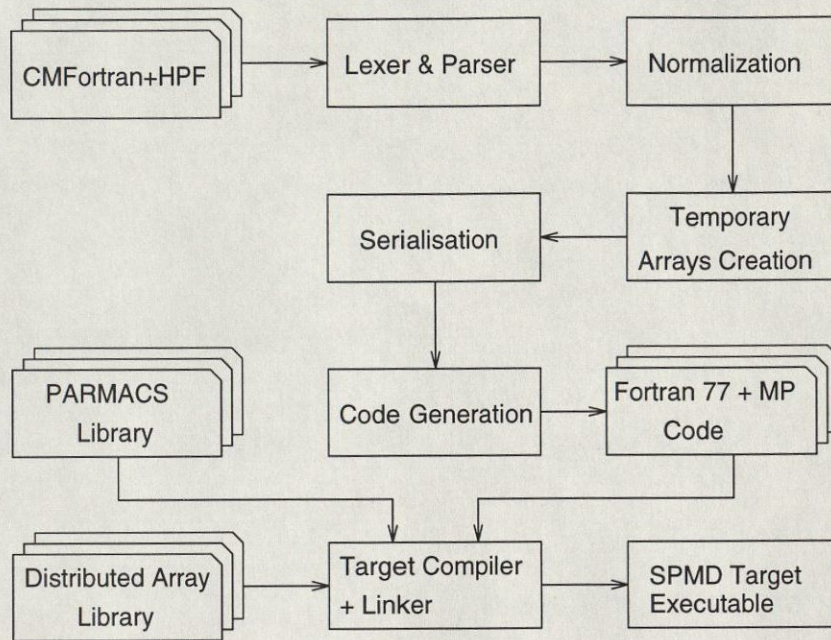 CMFortran+HPF
Lexer & Parser
Normalization
Serialisation
Temporary
Arrays Creation
PARMACS
Library
Code Generation
Fortran 77 + MP
Code
Distributed Array
Library
Target Compiler
+ Linker
SPMD Target
Executable